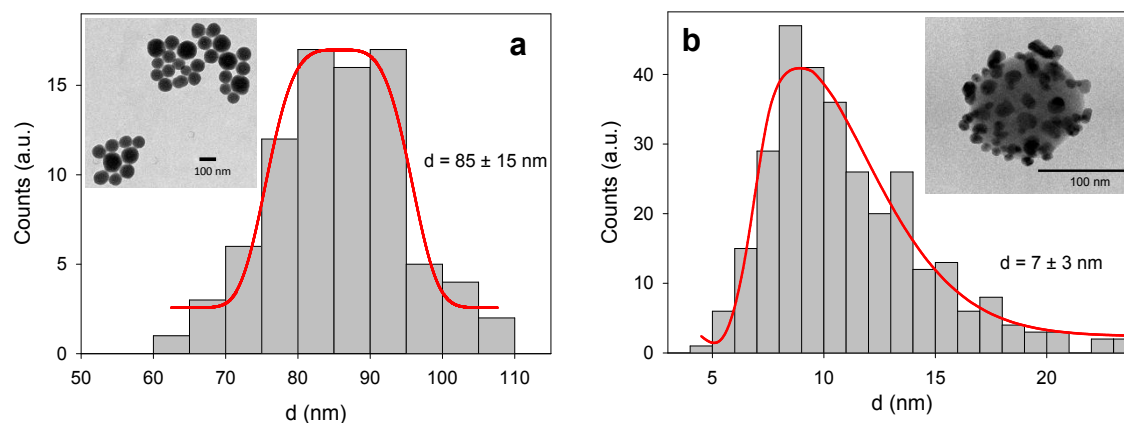 a
100 nm
d = 85 ± 15 nm
Counts (a.u.)
15
10
5
0
50 60 70 80 90 100 110
d (nm)
b
100 nm
d = 7 ± 3 nm
Counts (a.u.)
40
30
20
10
0
5 10 15 20
d (nm)